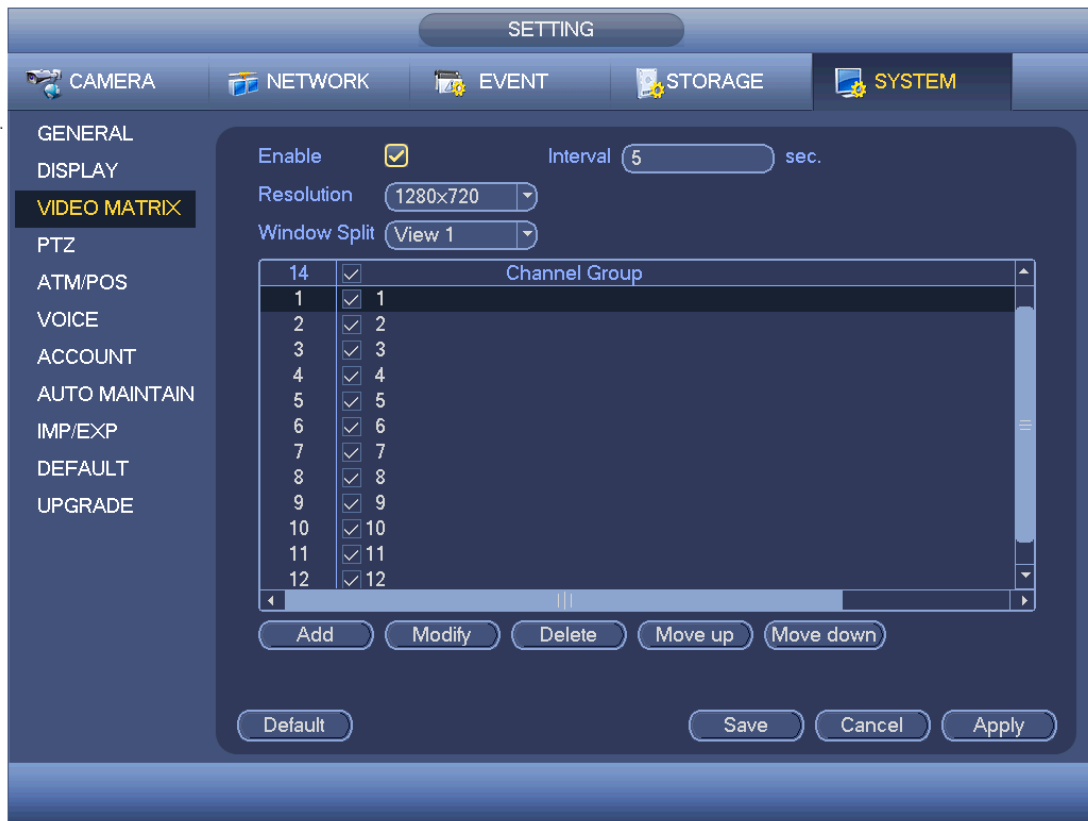 SETTING
CAMERA NETWORK EVENT STORAGE SYSTEM
GENERAL
DISPLAY
VIDEO MATRIX
PTZ
ATM/POS
VOICE
ACCOUNT
AUTO MAINTAIN
IMP/EXP
DEFAULT
UPGRADE
Enable Interval 5 sec.
Resolution 1280×720
Window Split View 1
14 Channel Group
1 1
2 2
3 3
4 4
5 5
6 6
7 7
8 8
9 9
10 10
11 11
12 12
Add Modify Delete Move up Move down
Default Save Cancel Apply